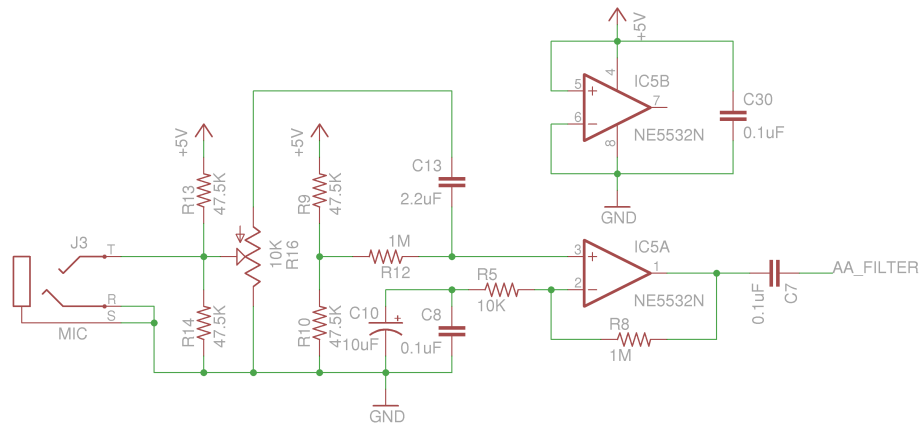 +5V
4
5
+
IC5B
7
6
−
8
NE5532N
C30
0.1uF
GND
+5V
+5V
R13
47.5K
R9
47.5K
C13
2.2uF
J3
T
R
S
MIC
10K
R16
1M
R12
R14
47.5K
R10
47.5K
C10
+
10uF
C8
0.1uF
R5
10K
3
+
IC5A
1
2
−
NE5532N
R8
1M
0.1uF
C7
AA_FILTER
GND